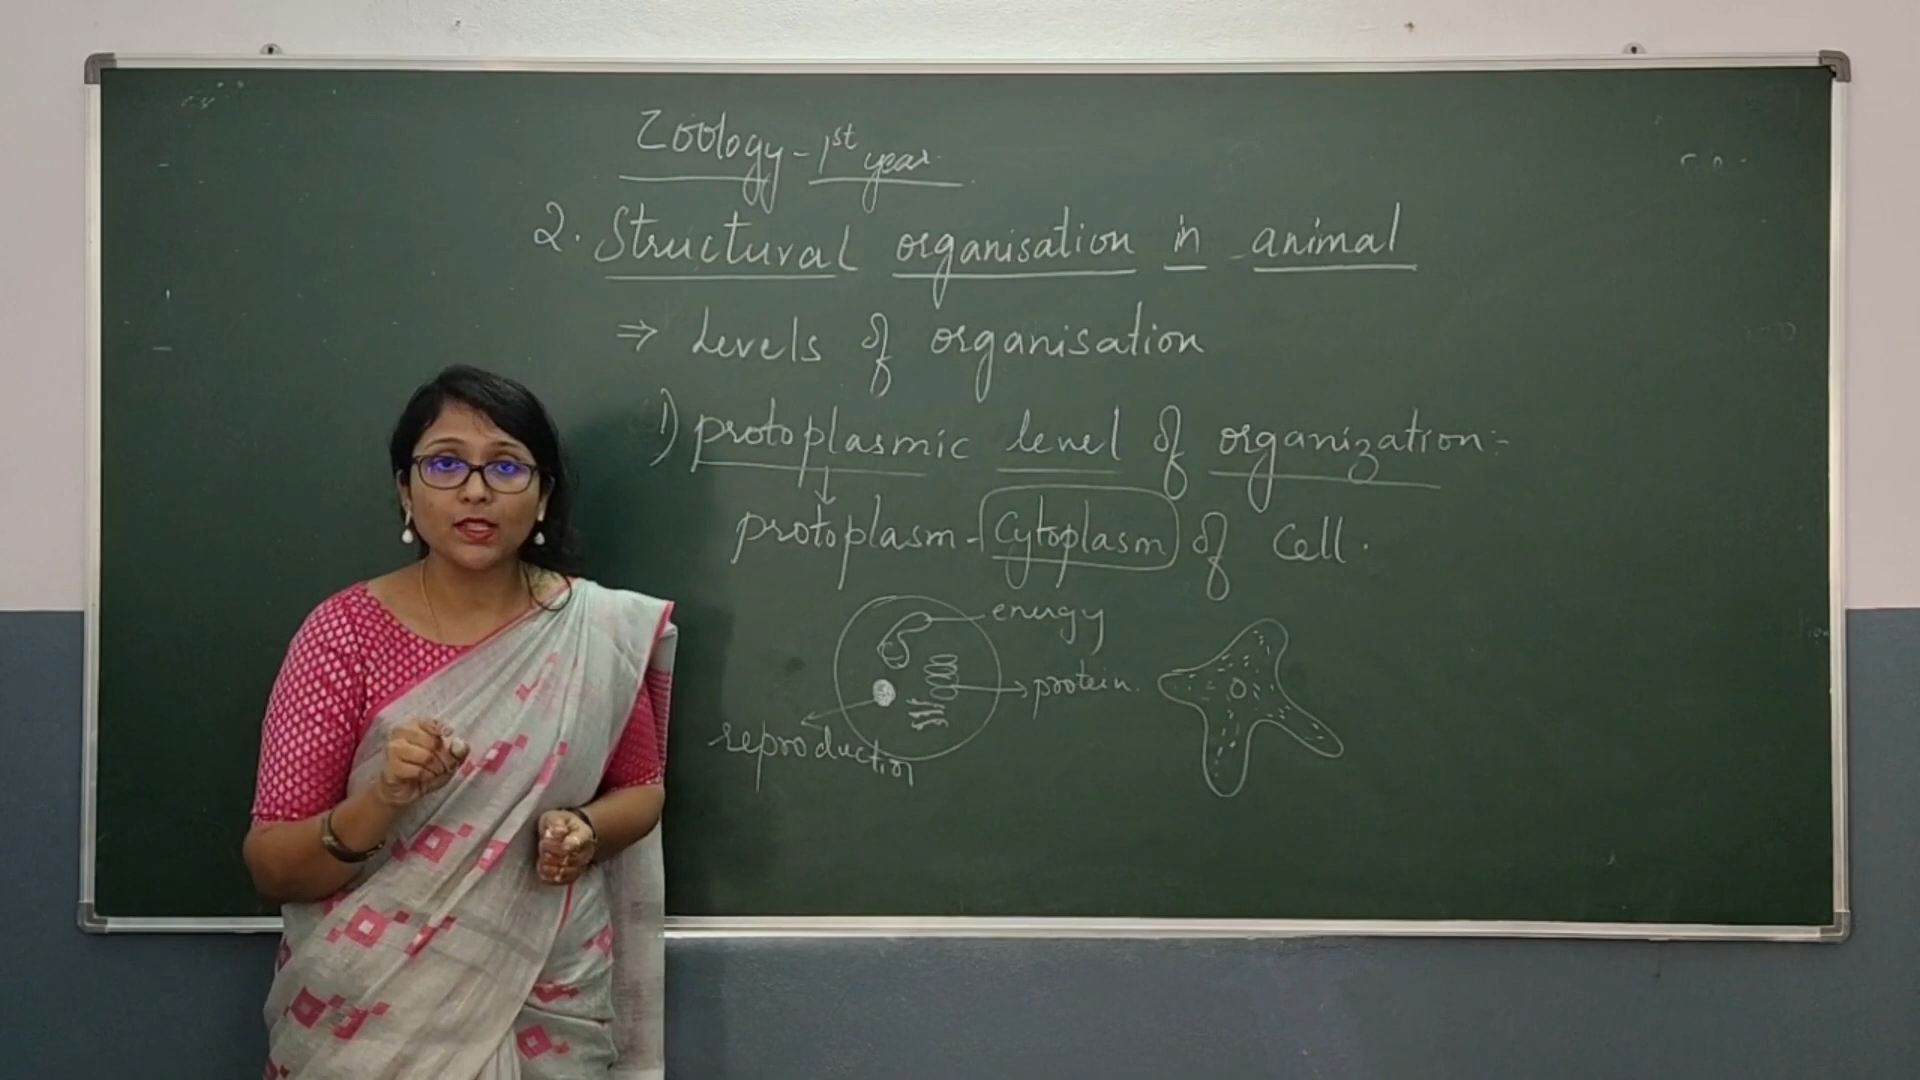 Zoology - 1st year.
2. Structural organisation in animal
⇒ Levels of organisation
1) protoplasmic level of organization:-
protoplasm - Cytoplasm of cell.
energy
protein.
reproduction